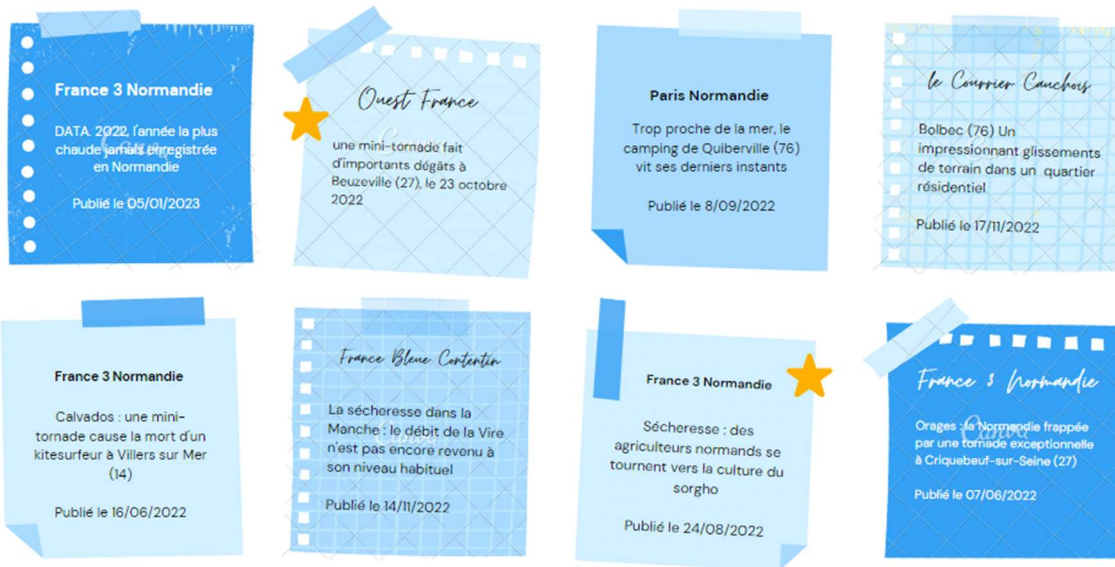 France 3 Normandie
DATA. 2022, l'année la plus
chaude jamais enregistrée
en Normandie
Publié le 05/01/2023
Ouest France
une mini-tornade fait
d'importants dégâts à
Beuzeville (27), le 23 octobre
2022
Paris Normandie
Trop proche de la mer, le
camping de Quiberville (76)
vit ses derniers instants
Publié le 8/09/2022
le Courrier Cauchois
Bolbec (76) Un
impressionnant glissements
de terrain dans un quartier
résidentiel
Publié le 17/11/2022
France 3 Normandie
Calvados : une mini-
tornade cause la mort d'un
kitesurfeur à Villers sur Mer
(14)
Publié le 16/06/2022
France Bleue Contentin
La sécheresse dans la
Manche : le débit de la Vire
n'est pas encore revenu à
son niveau habituel
Publié le 14/11/2022
France 3 Normandie
Sécheresse : des
agriculteurs normands se
tournent vers la culture du
sorgho
Publié le 24/08/2022
France 3 Normandie
Orages : la Normandie frappée
par une tornade exceptionnelle
à Criquebeuf-sur-Seine (27)
Publié le 07/06/2022
Canva
Canva
Canva
Canva